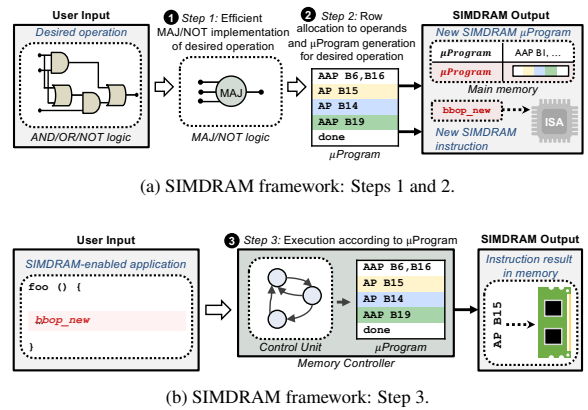 User Input
Desired operation
AND/OR/NOT logic
1 Step 1: Efficient
MAJ/NOT implementation
of desired operation
MAJ
MAJ/NOT logic
2 Step 2: Row
allocation to operands
and µProgram generation
for desired operation
AAP B6,B16
AP B15
AP B14
AAP B19
done
µProgram
SIMDRAM Output
New SIMDRAM µProgram
µProgram AAP B1, ...
µProgram
Main memory
bbop_new
ISA
New SIMDRAM
instruction
(a) SIMDRAM framework: Steps 1 and 2.
User Input
SIMDRAM-enabled application
foo () {
bbop_new
}
3 Step 3: Execution according to µProgram
Control Unit
AAP B6,B16
AP B15
AP B14
AAP B19
done
µProgram
Memory Controller
SIMDRAM Output
Instruction result
in memory
AP B15
(b) SIMDRAM framework: Step 3.